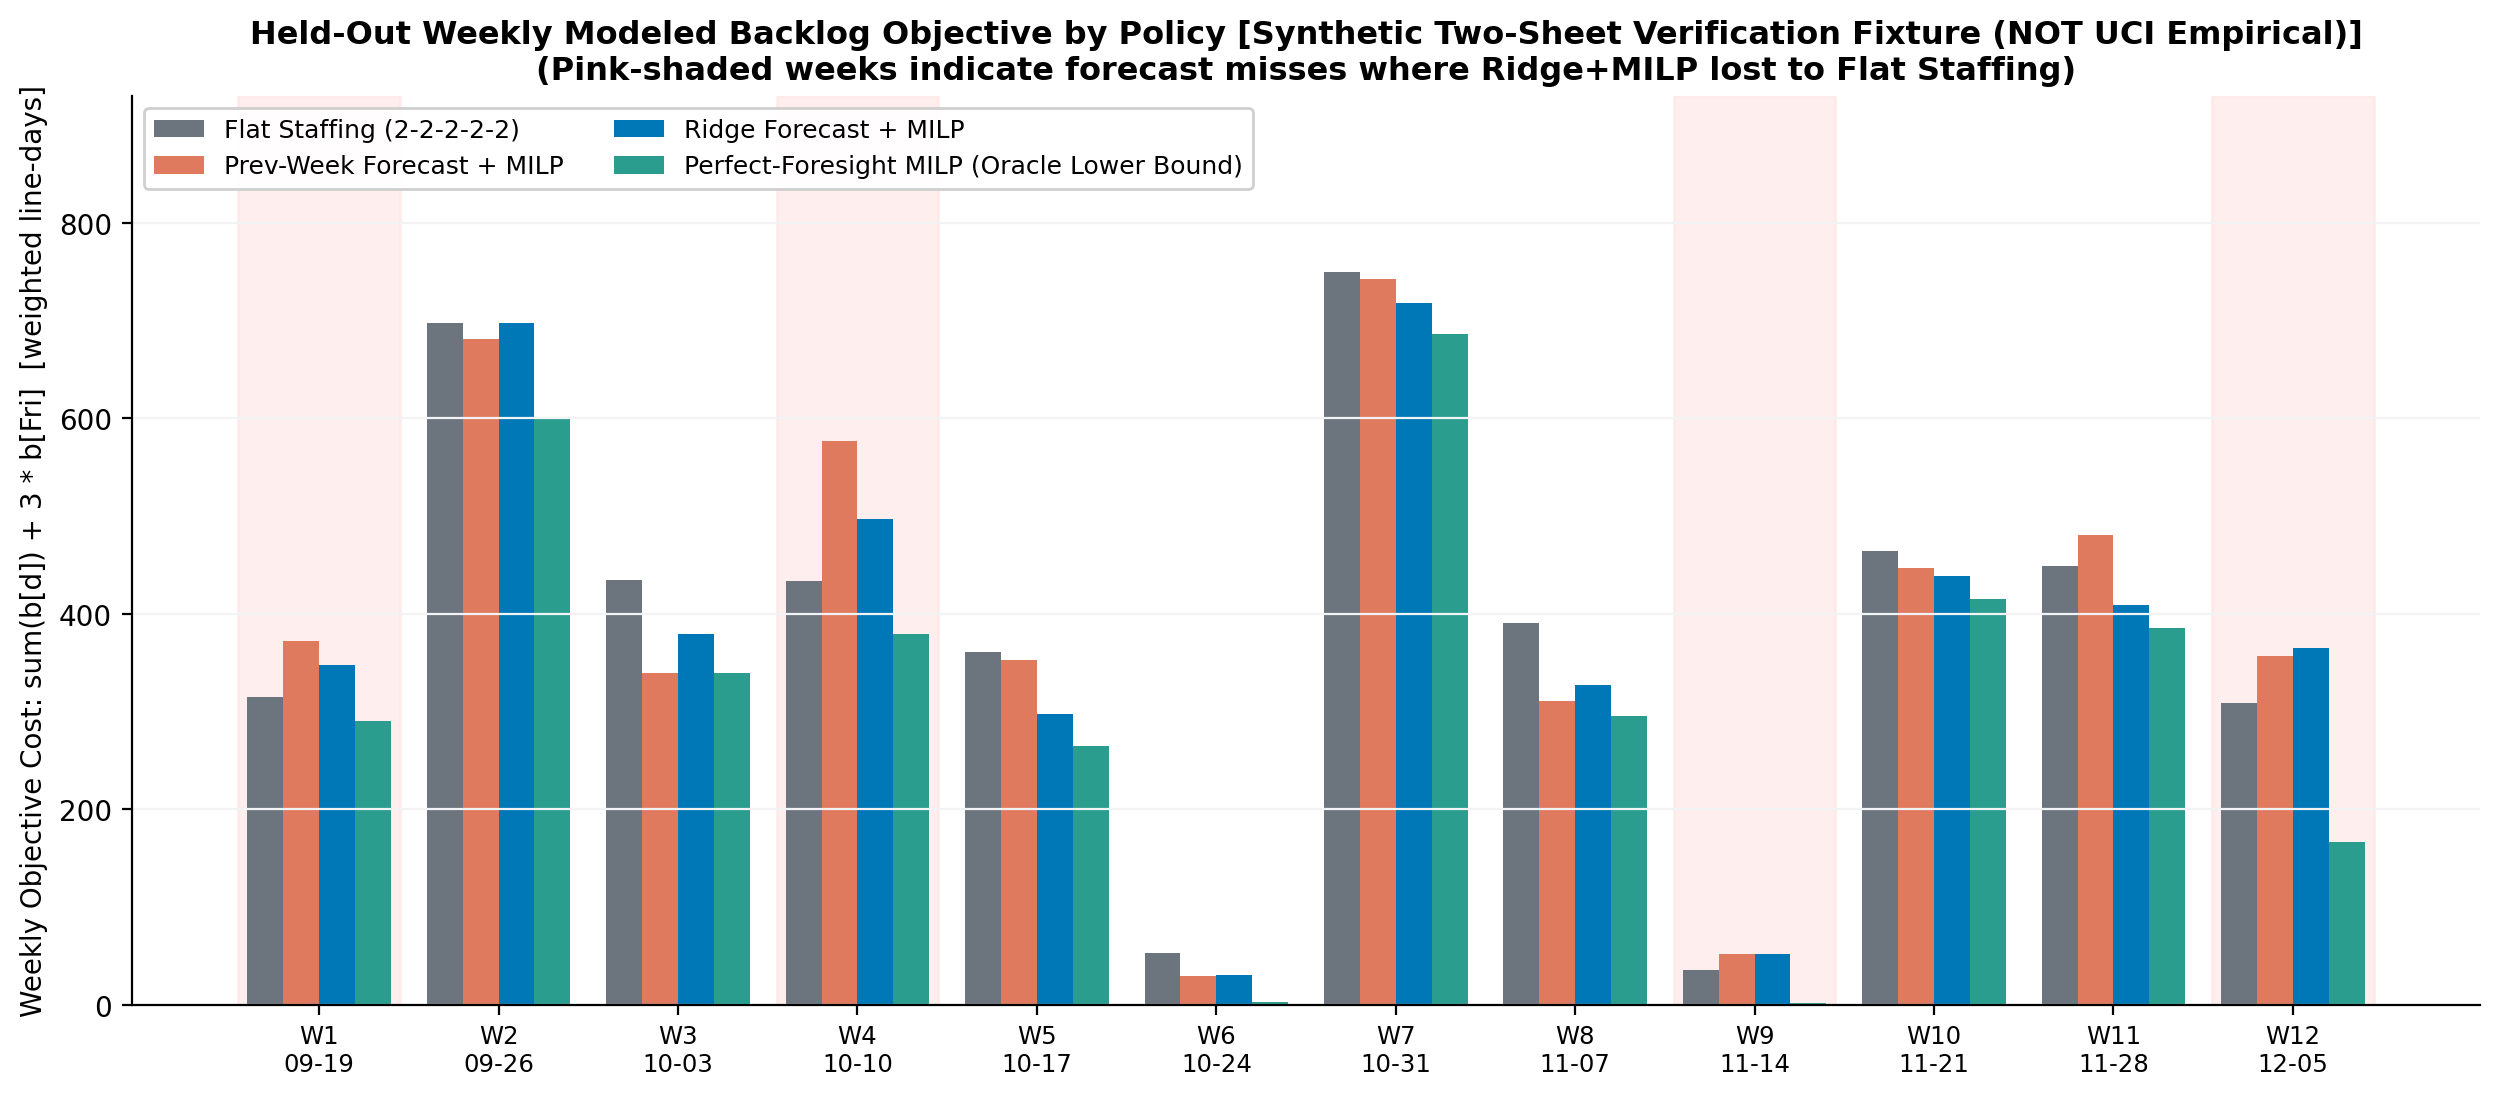 Held-Out Weekly Modeled Backlog Objective by Policy [Synthetic Two-Sheet Verification Fixture (NOT UCI Empirical)]
(Pink-shaded weeks indicate forecast misses where Ridge+MILP lost to Flat Staffing)
Flat Staffing (2-2-2-2-2)
Prev-Week Forecast + MILP
Ridge Forecast + MILP
Perfect-Foresight MILP (Oracle Lower Bound)
Weekly Objective Cost: sum(b[d]) + 3 * b[Fri]  [weighted line-days]
800
600
400
200
0
W1
09-19
W2
09-26
W3
10-03
W4
10-10
W5
10-17
W6
10-24
W7
10-31
W8
11-07
W9
11-14
W10
11-21
W11
11-28
W12
12-05